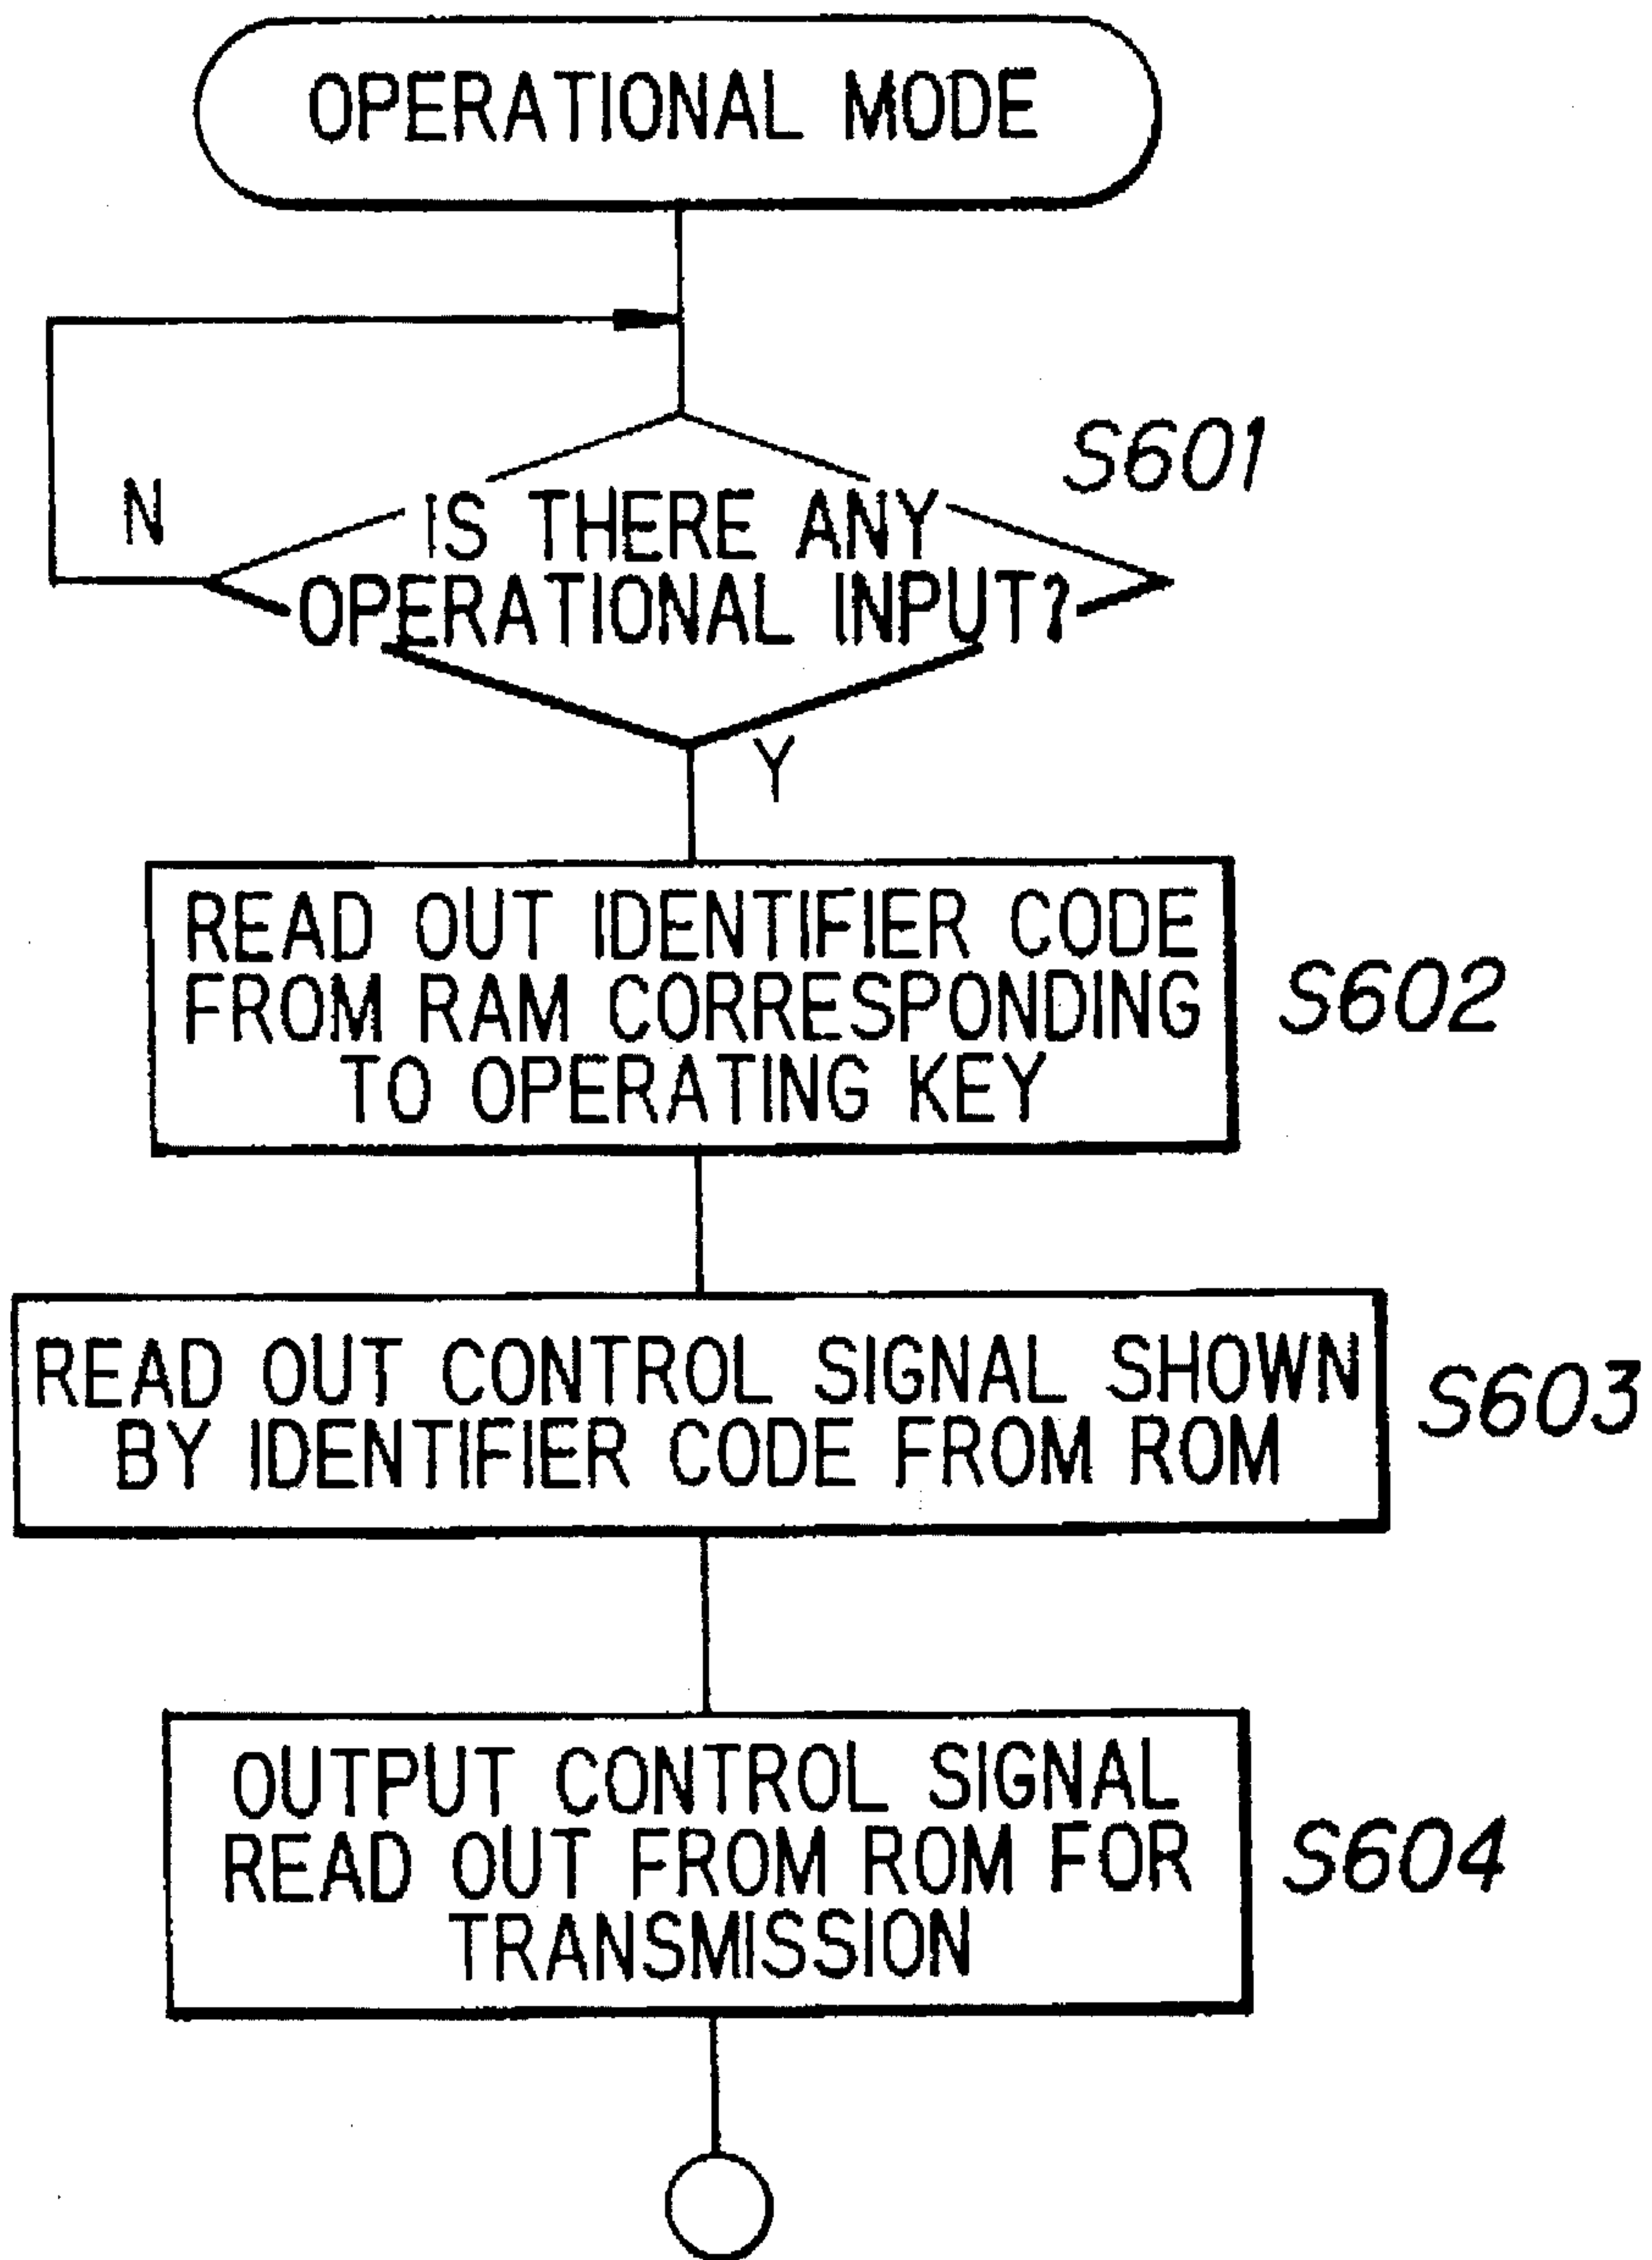 OPERATIONAL MODE
S601
N
IS THERE ANY
OPERATIONAL INPUT?
Y
READ OUT IDENTIFIER CODE
FROM RAM CORRESPONDING
TO OPERATING KEY
S602
READ OUT CONTROL SIGNAL SHOWN
BY IDENTIFIER CODE FROM ROM
S603
OUTPUT CONTROL SIGNAL
READ OUT FROM ROM FOR
TRANSMISSION
S604